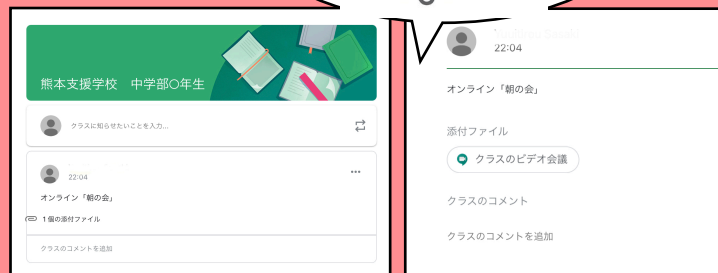 熊本支援学校 中学部○年生
クラスに知らせたいことを入力...
22:04
オンライン「朝の会」
1 個の添付ファイル
クラスのコメントを追加
22:04
オンライン「朝の会」
添付ファイル
クラスのビデオ会議
クラスのコメント
クラスのコメントを追加